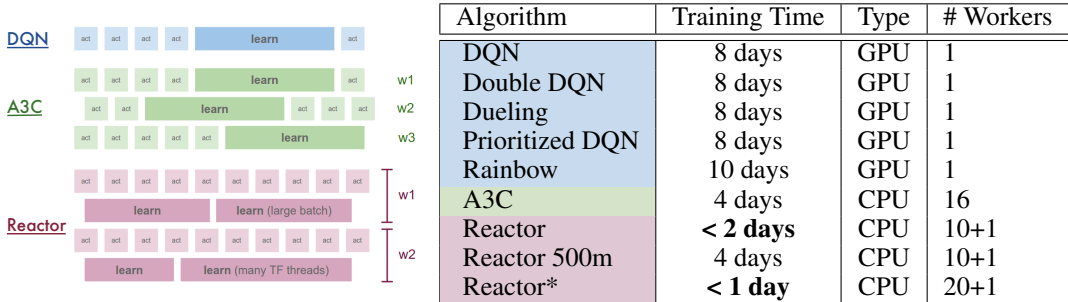 DQN act act act act learn act
act act act act learn act w1
A3C act act learn act act act w2
act act act act act learn w3
act act act act act act act act act act w1
learn learn (large batch)
Reactor
act act act act act act act act act act w2
learn learn (many TF threads)
Algorithm Training Time Type # Workers
DQN 8 days GPU 1
Double DQN 8 days GPU 1
Dueling 8 days GPU 1
Prioritized DQN 8 days GPU 1
Rainbow 10 days GPU 1
A3C 4 days CPU 16
Reactor < 2 days CPU 10+1
Reactor 500m 4 days CPU 10+1
Reactor* < 1 day CPU 20+1